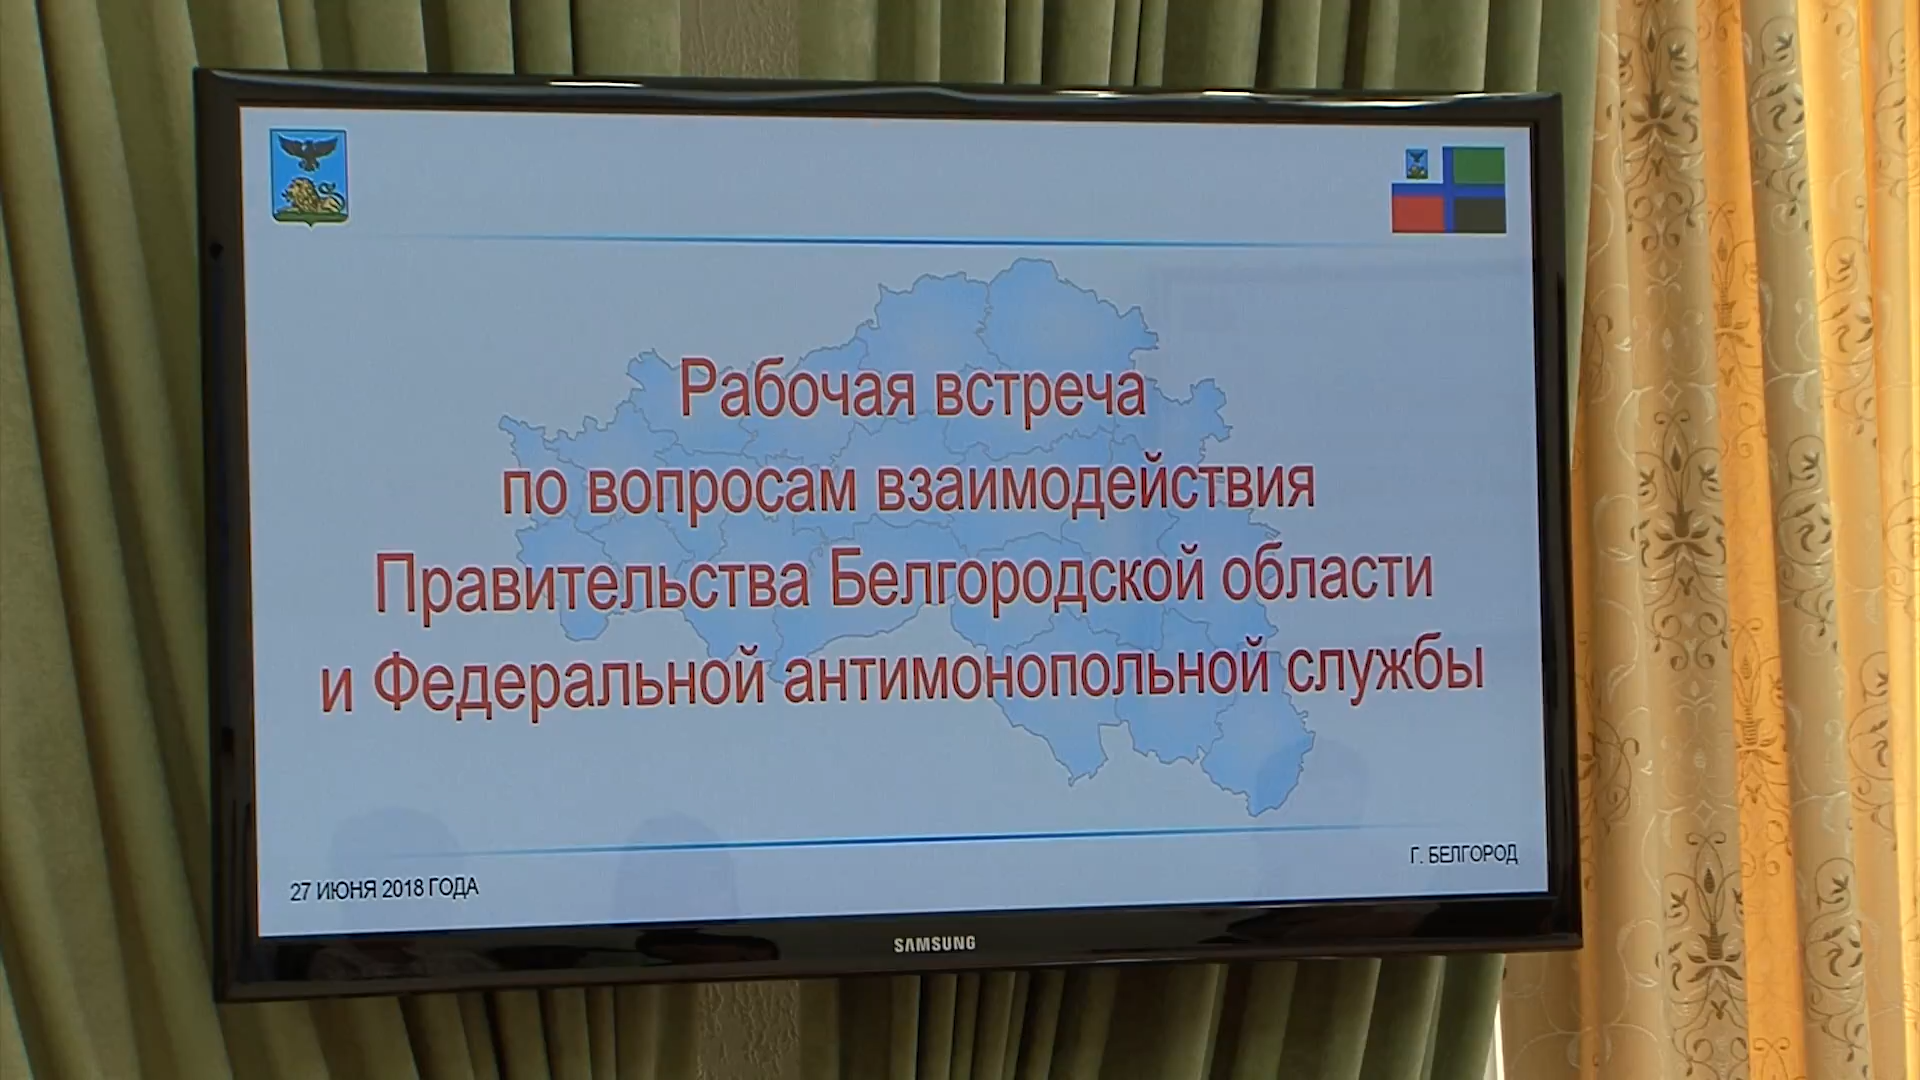 Рабочая встреча
по вопросам взаимодействия
Правительства Белгородской области
и Федеральной антимонопольной службы
Г. БЕЛГОРОД
27 ИЮНЯ 2018 ГОДА
SAMSUNG